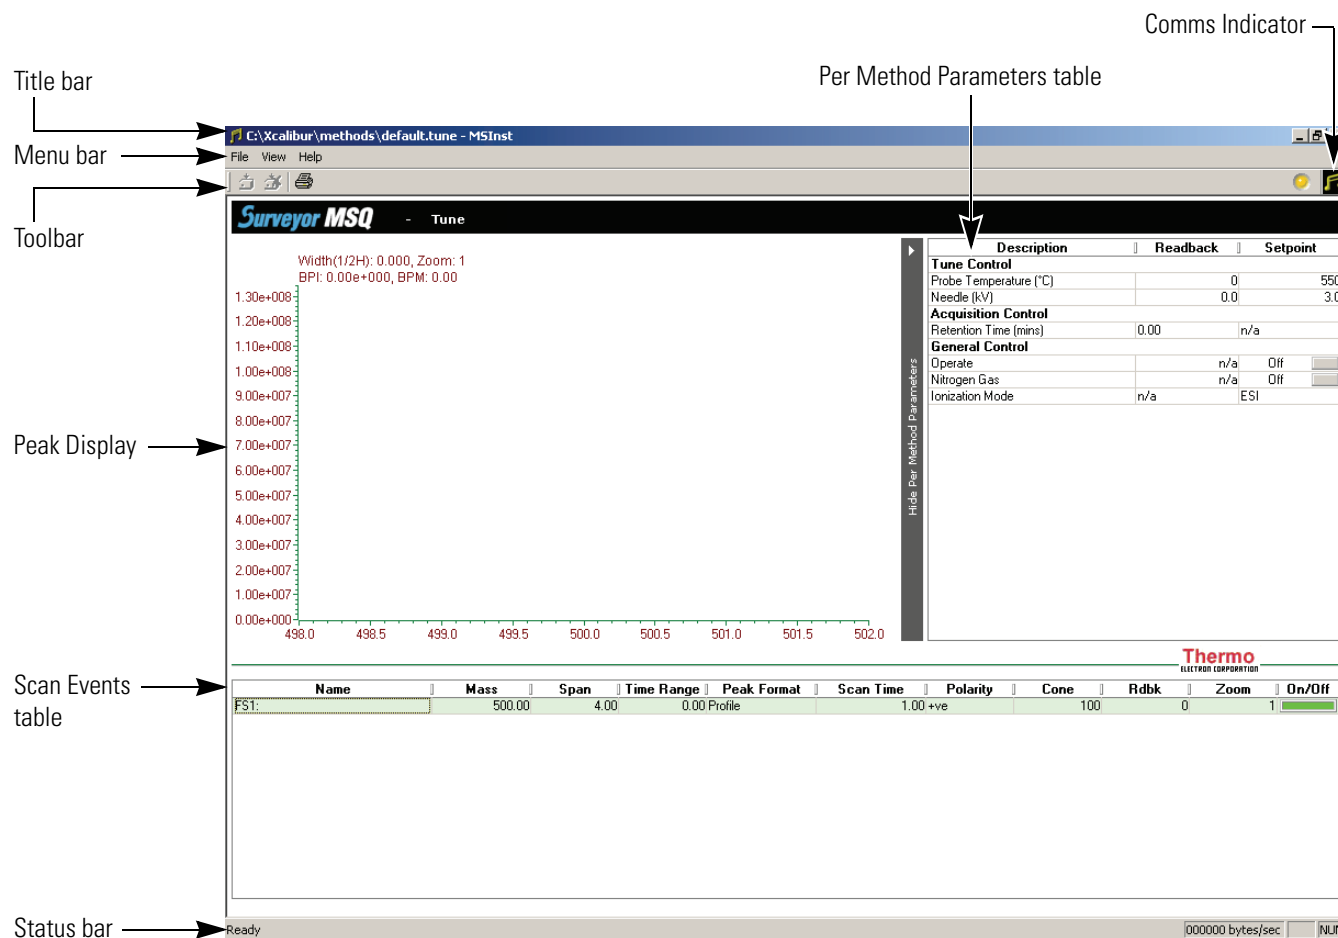 Comms Indicator
Per Method Parameters table
Title bar
C:\Xcalibur\methods\default.tune - MSInst
Menu bar
File View Help
Toolbar
Surveyor MSQ - Tune
Width(1/2H): 0.000, Zoom: 1
BPI: 0.00e+000, BPM: 0.00
1.30e+008
1.20e+008
1.10e+008
1.00e+008
9.00e+007
8.00e+007
7.00e+007
6.00e+007
5.00e+007
4.00e+007
3.00e+007
2.00e+007
1.00e+007
0.00e+000
498.0 498.5 499.0 499.5 500.0 500.5 501.0 501.5 502.0
Peak Display
Hide Per Method Parameters
Description Readback Setpoint
Tune Control
Probe Temperature (°C) 0 550
Needle (kV) 0.0 3.0
Acquisition Control
Retention Time (mins) 0.00 n/a
General Control
Operate n/a Off
Nitrogen Gas n/a Off
Ionization Mode n/a ESI
Thermo
ELECTRON CORPORATION
Scan Events
table
Name Mass Span Time Range Peak Format Scan Time Polarity Cone Rdbk Zoom On/Off
FS1: 500.00 4.00 0.00 Profile 1.00 +ve 100 0 1
Status bar
Ready 000000 bytes/sec